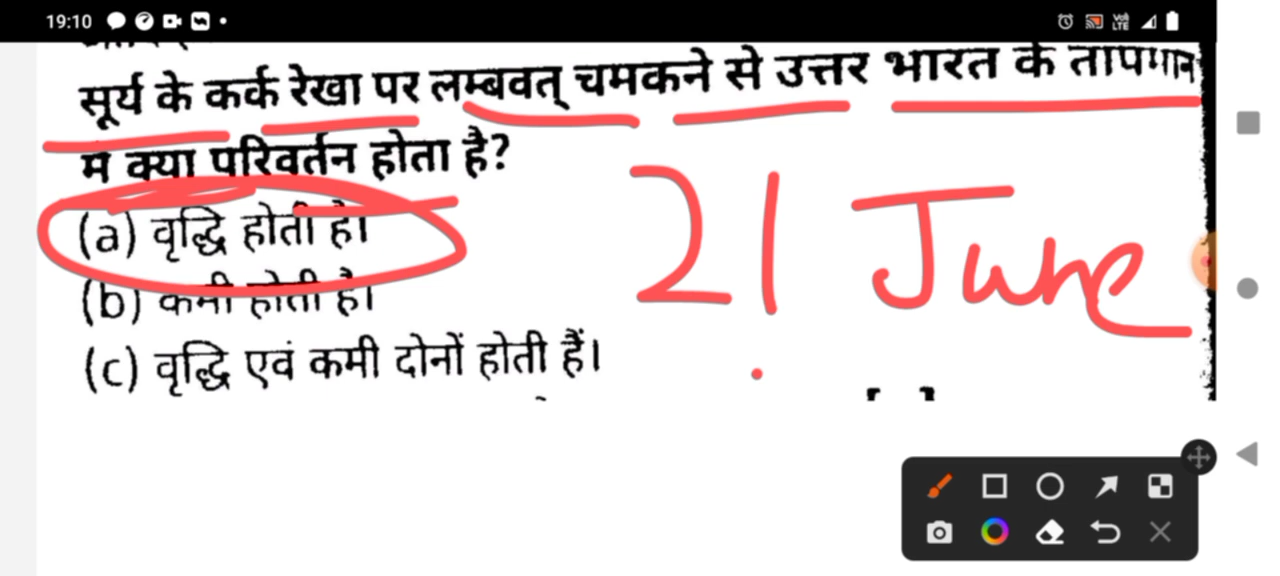 19:10
सूर्य के कर्क रेखा पर लम्बवत् चमकने से उत्तर भारत के तापमान
में क्या परिवर्तन होता है?
(a) वृद्धि होती है।
21 June
(b) कमी होती है।
(c) वृद्धि एवं कमी दोनों होती हैं।